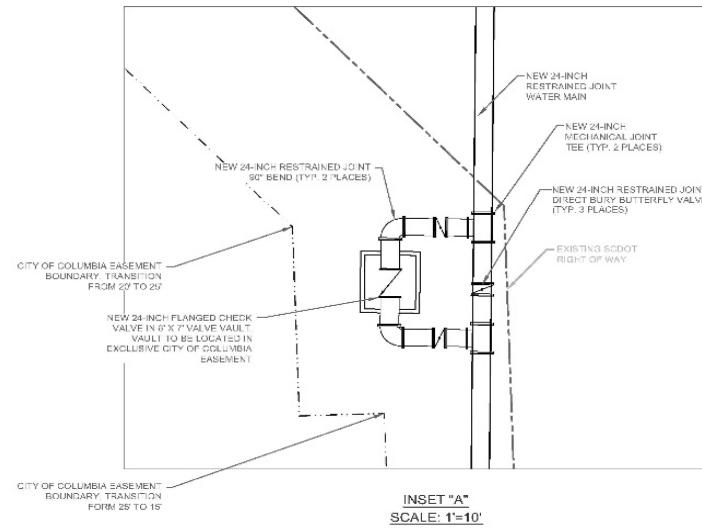 NEW 24-INCH
RESTRAINED JOINT
WATER MAIN
NEW 24-INCH
MECHANICAL JOINT
TEE (TYP. 2 PLACES)
NEW 24-INCH RESTRAINED JOINT
90° BEND (TYP. 2 PLACES)
NEW 24-INCH RESTRAINED JOINT
DIRECT BURY BUTTERFLY VALVE
(TYP. 3 PLACES)
EXISTING SCDOT
RIGHT OF WAY
CITY OF COLUMBIA EASEMENT
BOUNDARY, TRANSITION
FROM 20' TO 25'
NEW 24-INCH FLANGED CHECK
VALVE IN 8' X 7' VALVE VAULT.
VAULT TO BE LOCATED IN
EXCLUSIVE CITY OF COLUMBIA
EASEMENT
CITY OF COLUMBIA EASEMENT
BOUNDARY, TRANSITION
FORM 25' TO 15'
INSET "A"
SCALE: 1'=10'